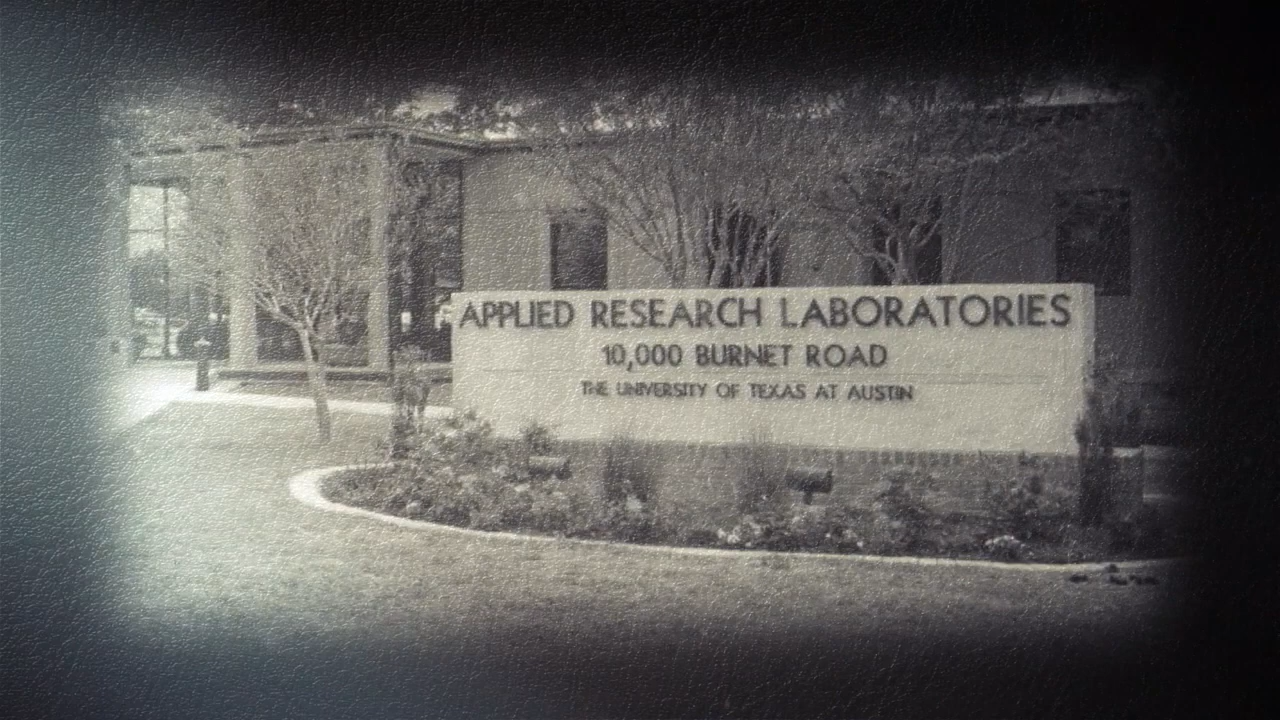 APPLIED RESEARCH LABORATORIES
10,000 BURNET ROAD
THE UNIVERSITY OF TEXAS AT AUSTIN